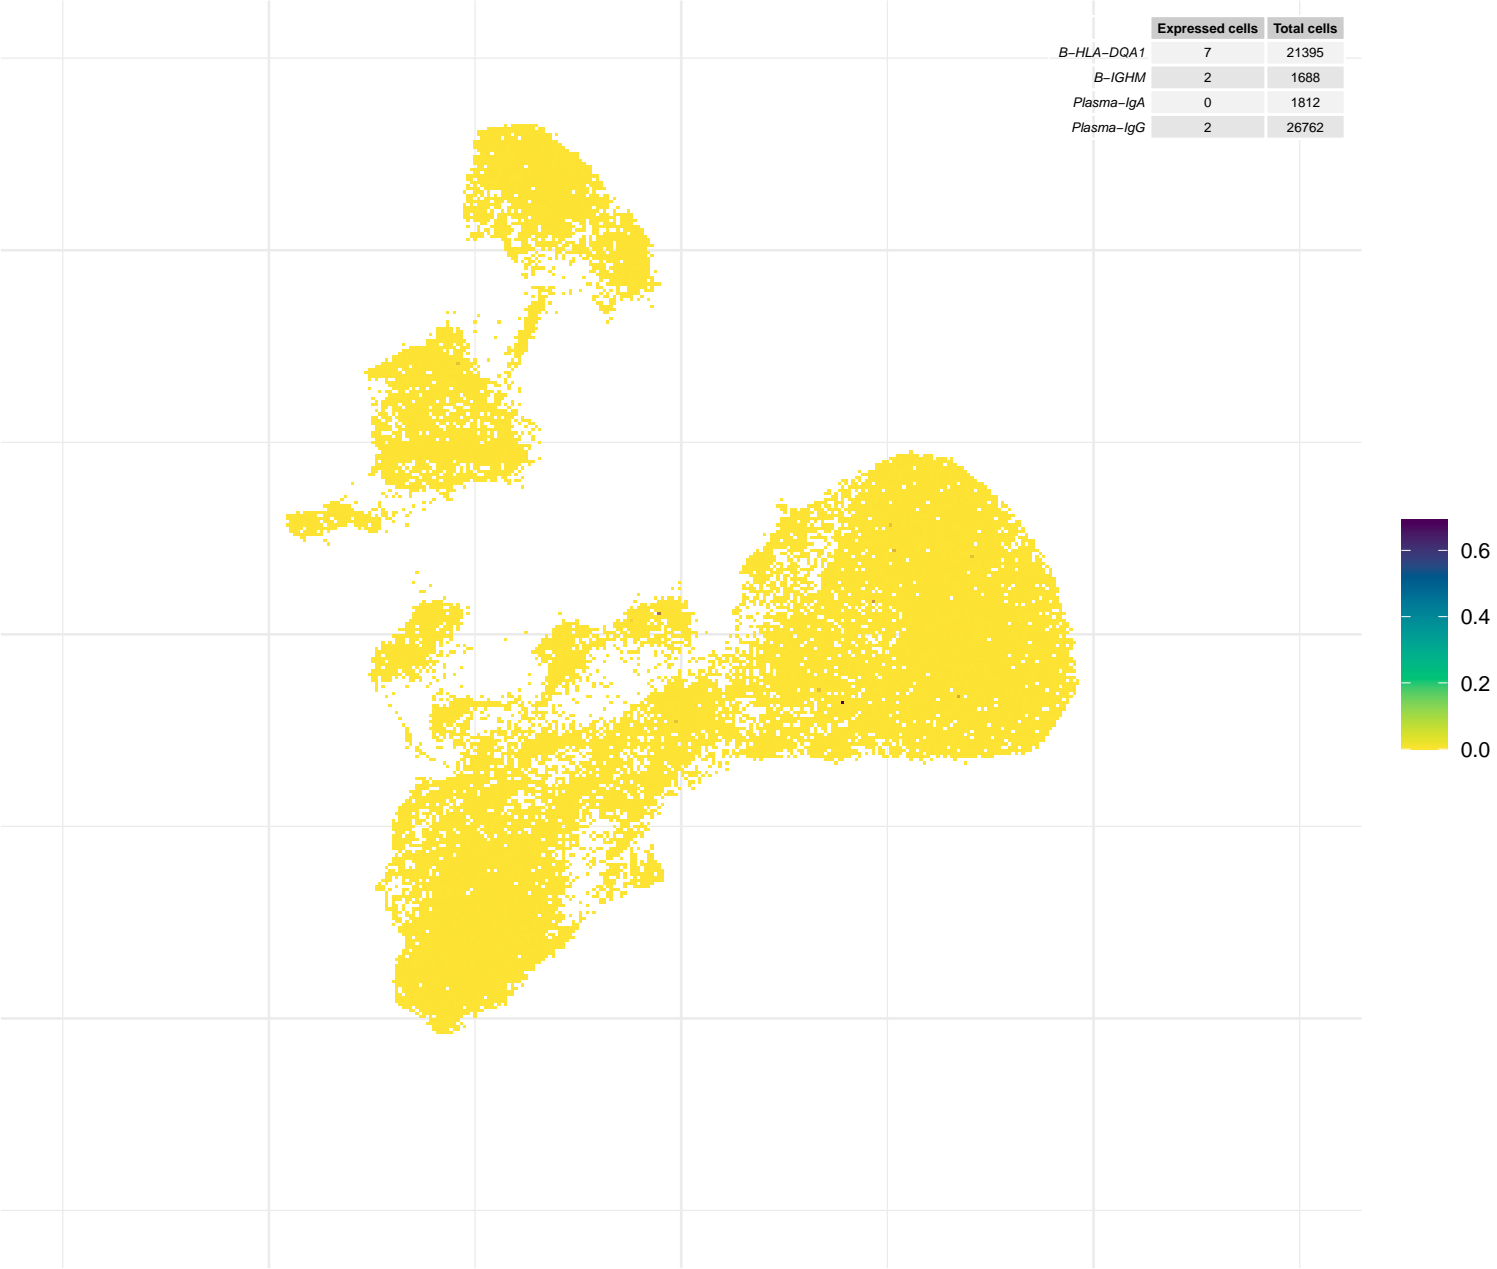 Expressed cells Total cells
B−HLA−DQA1 7 21395
B−IGHM 2 1688
Plasma−IgA 0 1812
Plasma−IgG 2 26762
0.6
0.4
0.2
0.0